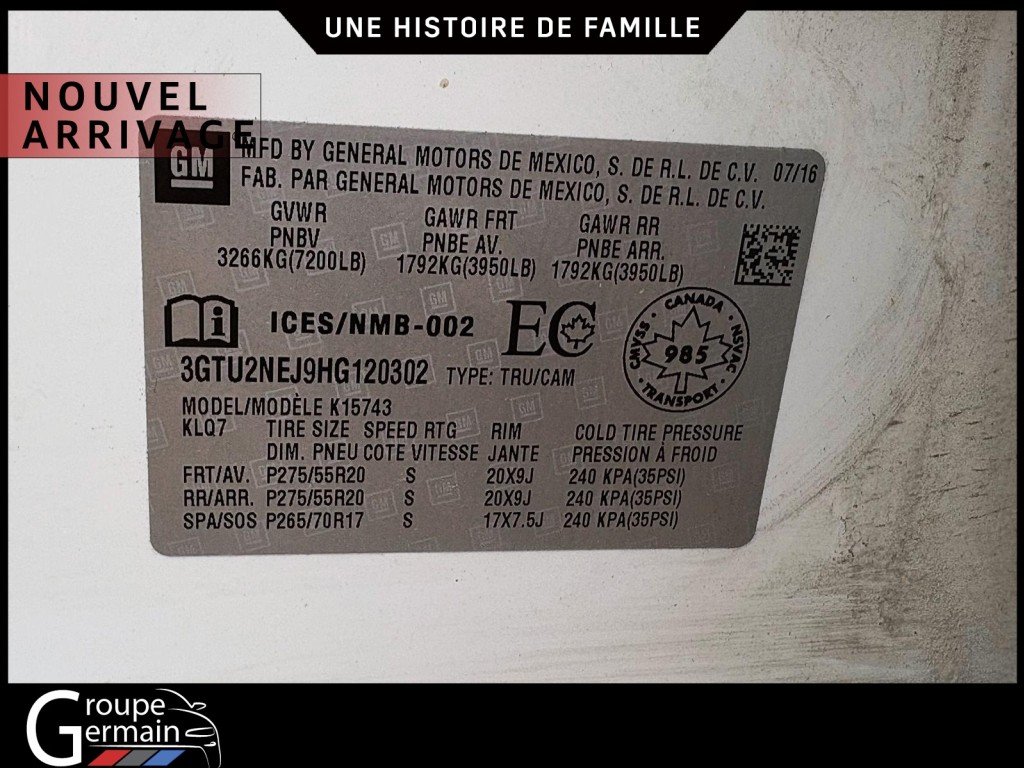 UNE HISTOIRE DE FAMILLE
NOUVEL
ARRIVAGE
GM
MFD BY GENERAL MOTORS DE MEXICO, S. DE R.L. DE C.V. 07/16
FAB. PAR GENERAL MOTORS DE MEXICO, S. DE R.L. DE C.V.
GVWR GAWR FRT GAWR RR
PNBV PNBE AV. PNBE ARR.
3266KG(7200LB) 1792KG(3950LB) 1792KG(3950LB)
ICES/NMB-002 EC
CANADA
CMVSS 985 NSVAC
TRANSPORT
3GTU2NEJ9HG120302 TYPE: TRU/CAM
MODEL/MODÈLE K15743
KLQ7 TIRE SIZE SPEED RTG RIM COLD TIRE PRESSURE
DIM. PNEU COTE VITESSE JANTE PRESSION À FROID
FRT/AV. P275/55R20 S 20X9J 240 KPA(35PSI)
RR/ARR. P275/55R20 S 20X9J 240 KPA(35PSI)
SPA/SOS P265/70R17 S 17X7.5J 240 KPA(35PSI)
Groupe
Germain